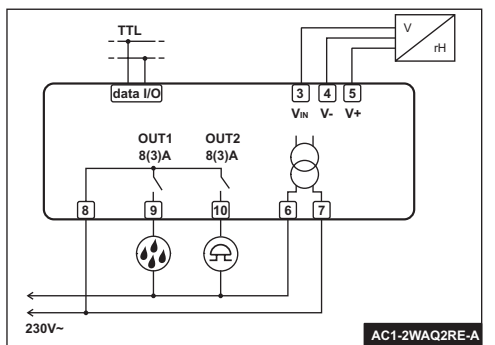 TTL
V
rH
data I/O
3 4 5
VIN V- V+
OUT1 OUT2
8(3)A 8(3)A
8 9 10 6 7
230V~
AC1-2WAQ2RE-A